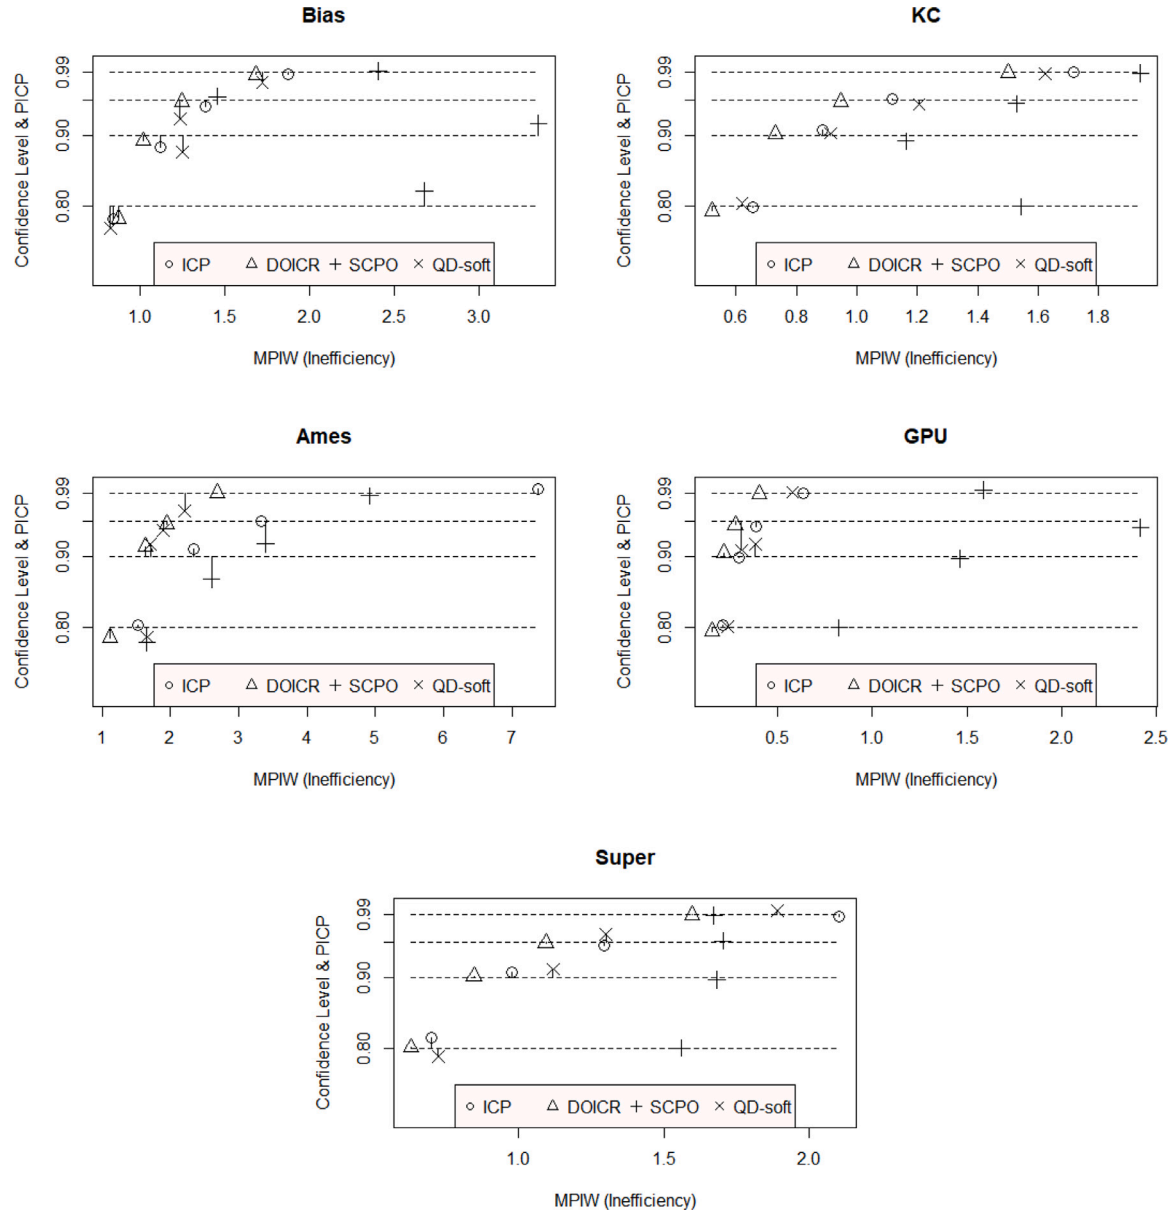 Bias
Confidence Level & PICP
0.99
0.90
0.80
ICP DOICR SCPO QD-soft
1.0 1.5 2.0 2.5 3.0
MPIW (Inefficiency)
KC
Confidence Level & PICP
0.99
0.90
0.80
ICP DOICR SCPO QD-soft
0.6 0.8 1.0 1.2 1.4 1.6 1.8
MPIW (Inefficiency)
Ames
Confidence Level & PICP
0.99
0.90
0.80
ICP DOICR SCPO QD-soft
1 2 3 4 5 6 7
MPIW (Inefficiency)
GPU
Confidence Level & PICP
0.99
0.90
0.80
ICP DOICR SCPO QD-soft
0.5 1.0 1.5 2.0 2.5
MPIW (Inefficiency)
Super
Confidence Level & PICP
0.99
0.90
0.80
ICP DOICR SCPO QD-soft
1.0 1.5 2.0
MPIW (Inefficiency)